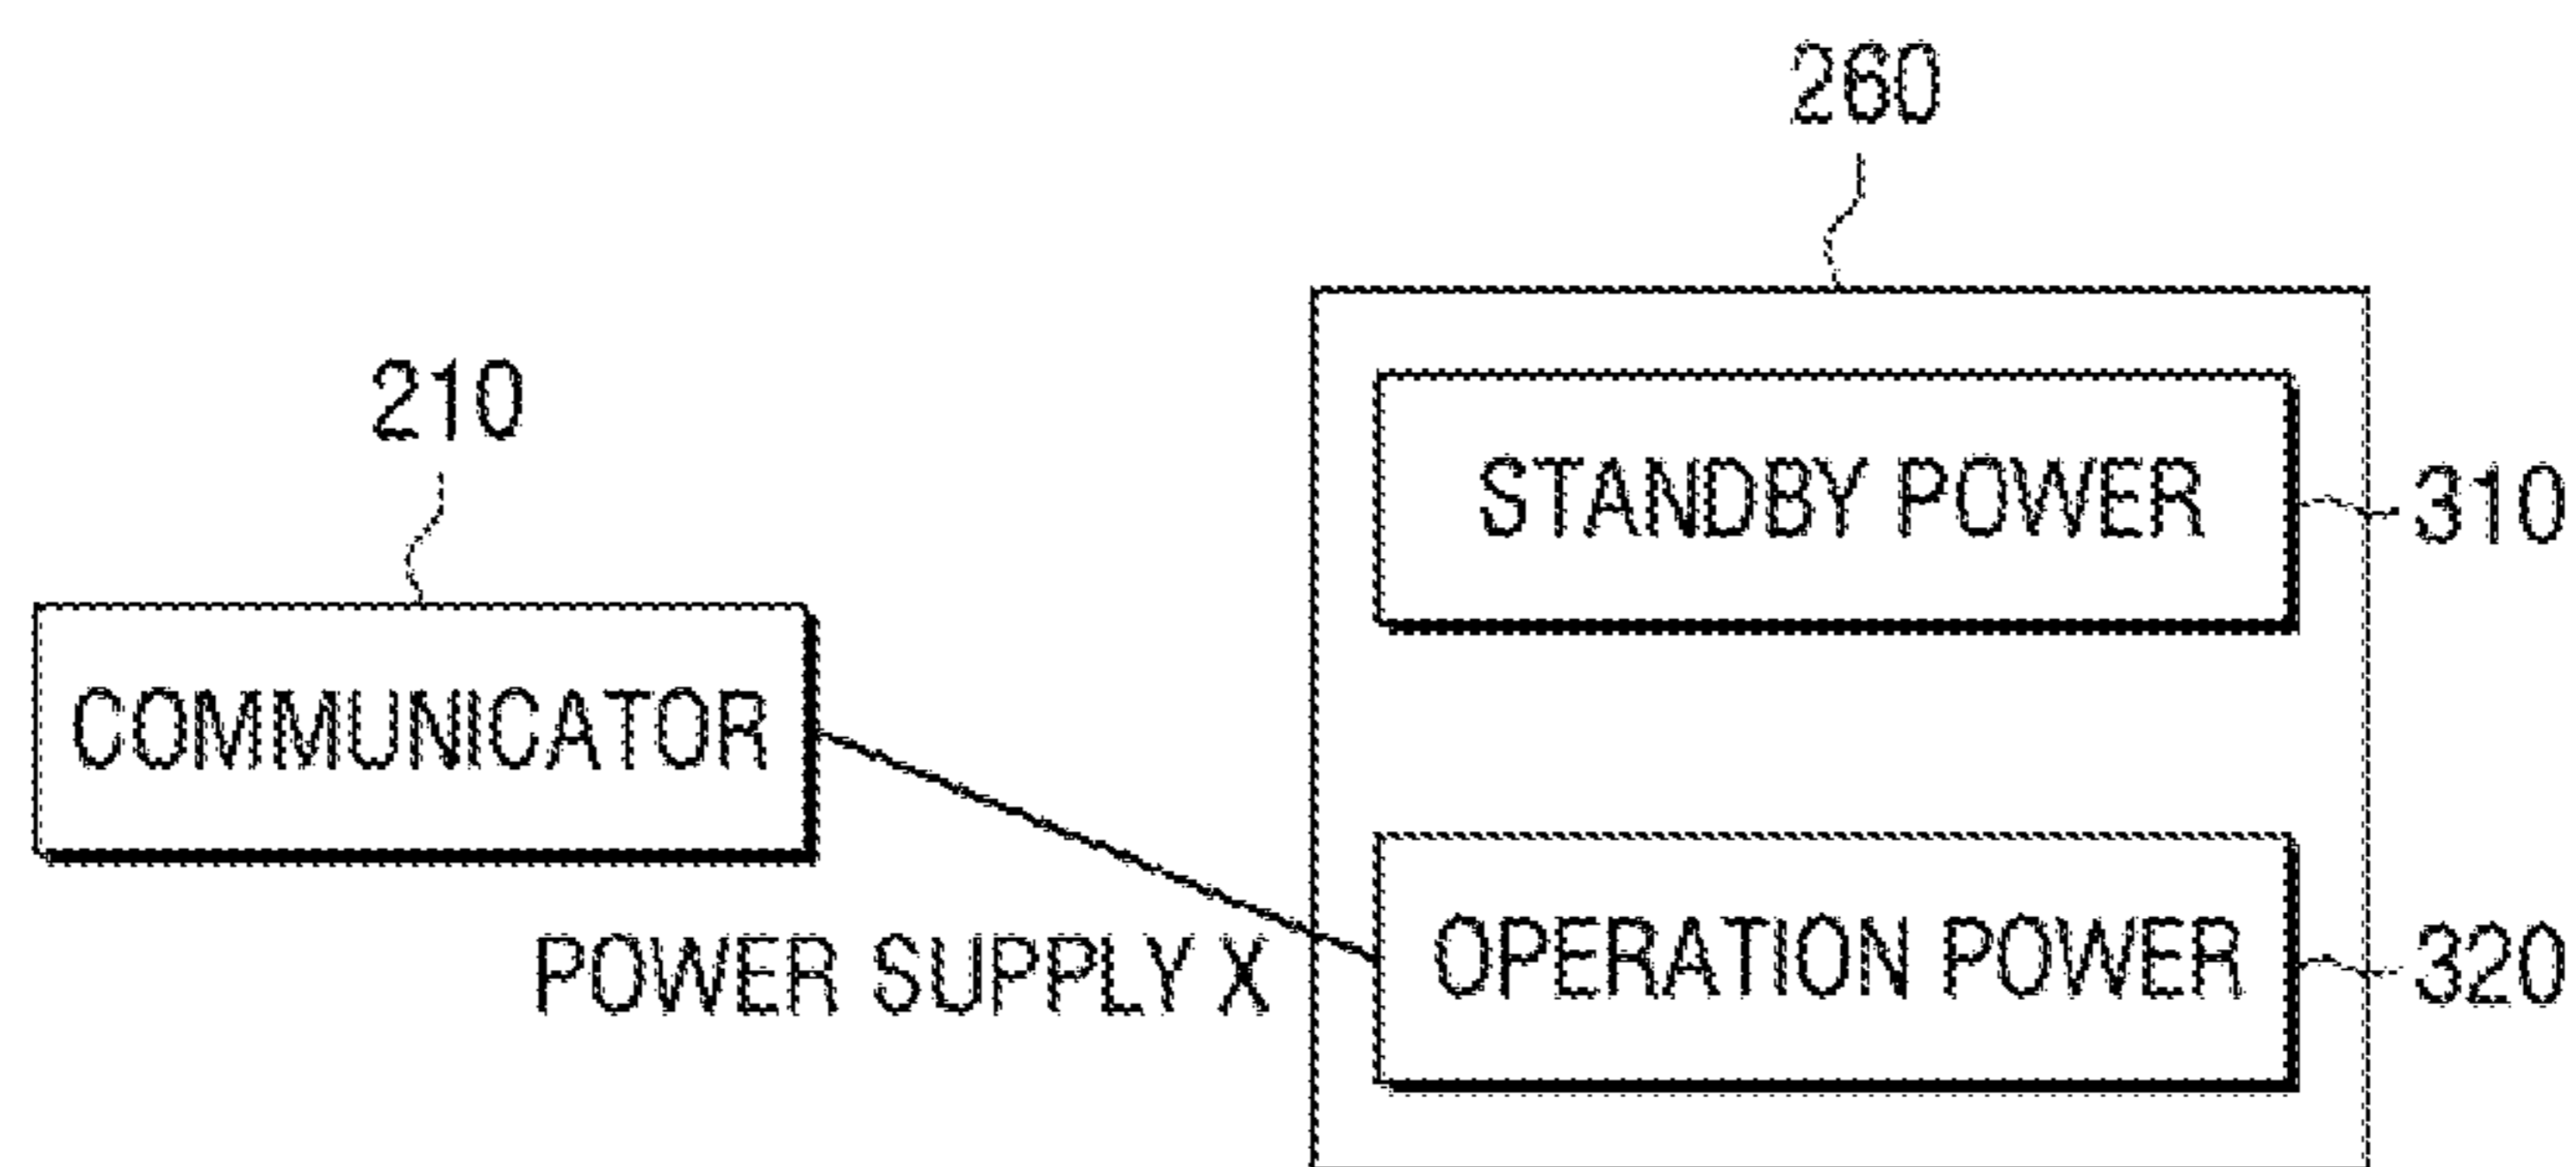 260
210
STANDBY POWER
310
COMMUNICATOR
POWER SUPPLY X
OPERATION POWER
320